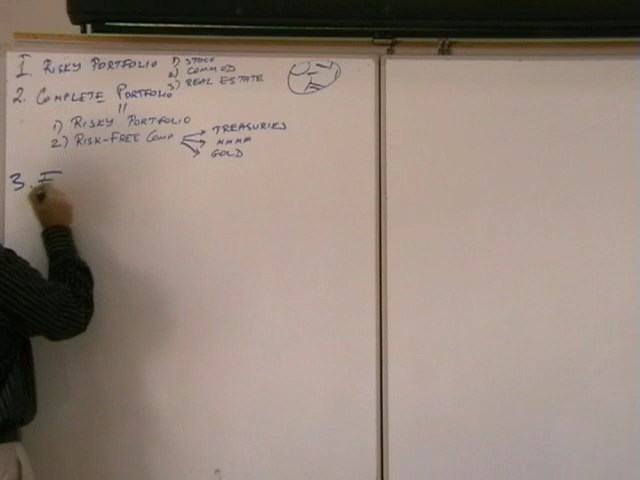 I. RISKY PORTFOLIO 1) STOCK
2) COMMOD
3) REAL ESTATE
2. COMPLETE PORTFOLIO
=
1) RISKY PORTFOLIO
2) RISK-FREE COMP → TREASURIES
→ MMMF
→ GOLD
3. I